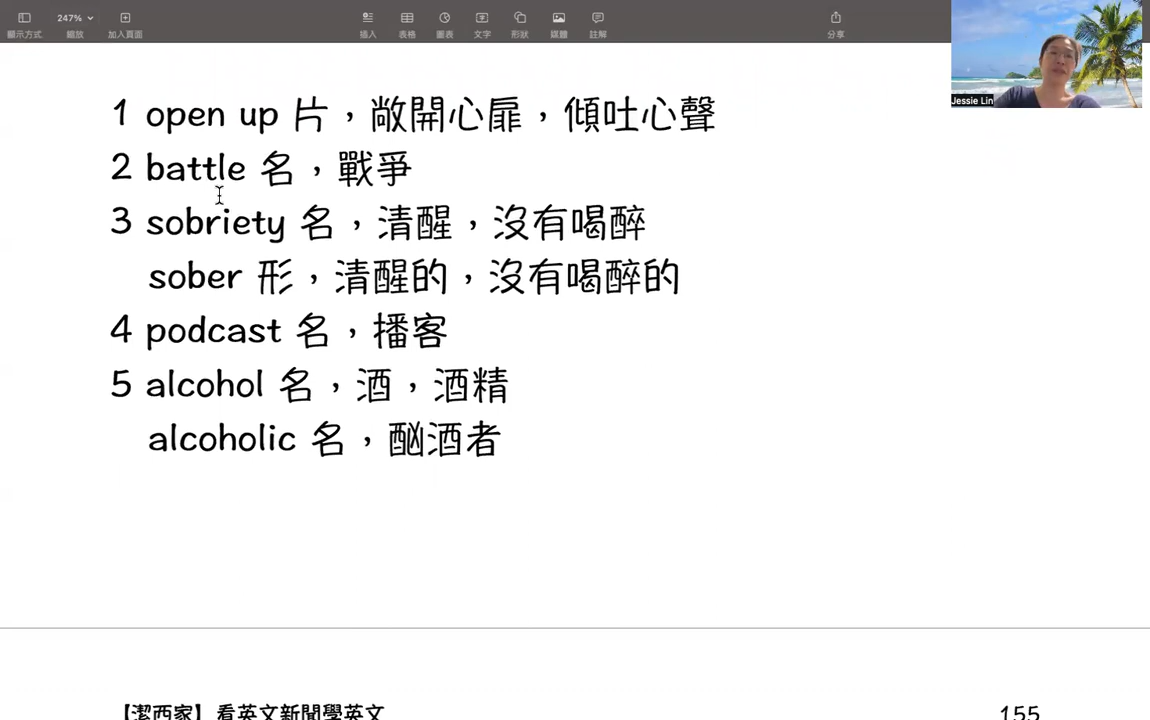 247%
顯示方式 縮放 加入頁面 插入 表格 圖表 文字 形狀 媒體 註解 分享
Jessie Lin
1 open up 片，敞開心扉，傾吐心聲
2 battle 名，戰爭
3 sobriety 名，清醒，沒有喝醉
sober 形，清醒的，沒有喝醉的
4 podcast 名，播客
5 alcohol 名，酒，酒精
alcoholic 名，酗酒者
【潔西家】看英文新聞學英文 155